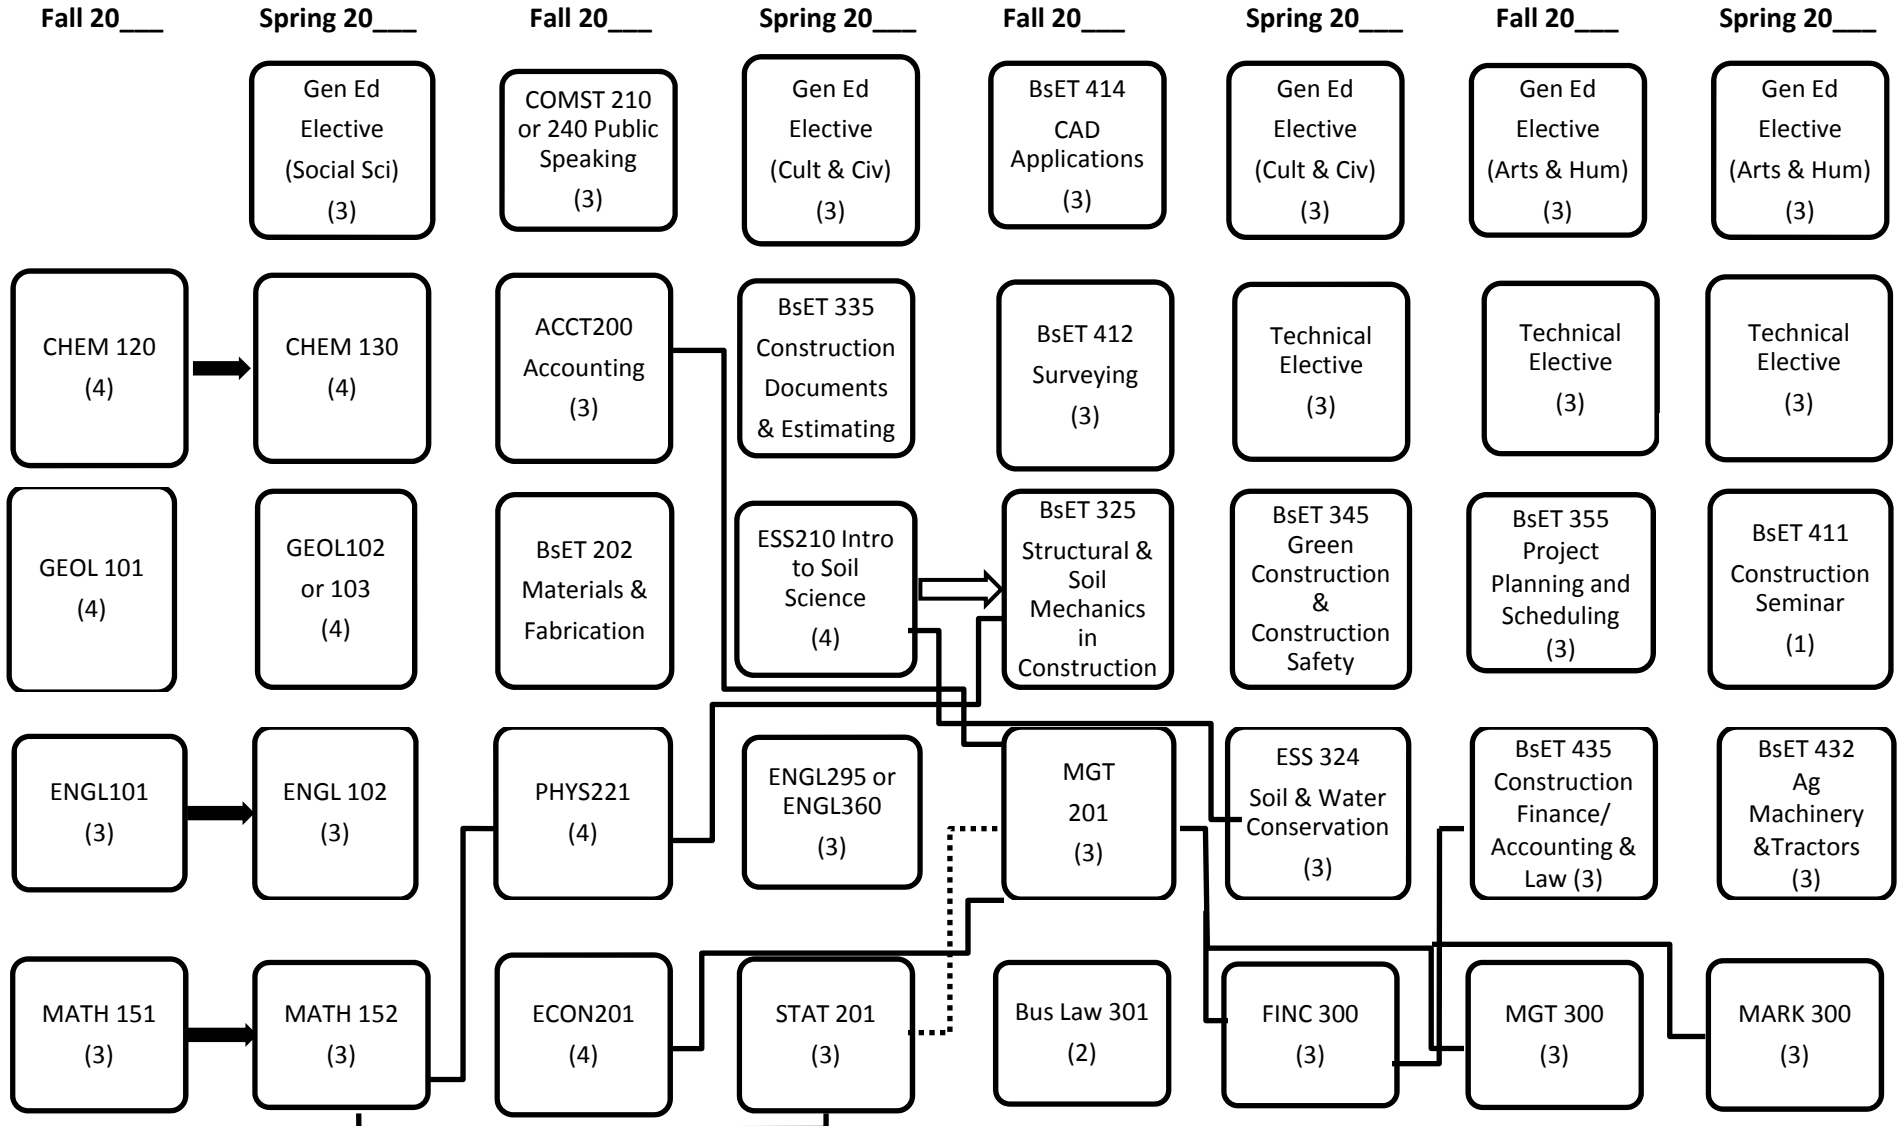 Fall 20___
Spring 20___
Fall 20___
Spring 20___
Fall 20___
Spring 20___
Fall 20___
Spring 20___
Gen Ed
Elective
(Social Sci)
(3)
COMST 210
or 240 Public
Speaking
(3)
Gen Ed
Elective
(Cult & Civ)
(3)
BsET 414
CAD
Applications
(3)
Gen Ed
Elective
(Cult & Civ)
(3)
Gen Ed
Elective
(Arts & Hum)
(3)
Gen Ed
Elective
(Arts & Hum)
(3)
CHEM 120
(4)
CHEM 130
(4)
ACCT200
Accounting
(3)
BsET 335
Construction
Documents
& Estimating
BsET 412
Surveying
(3)
Technical
Elective
(3)
Technical
Elective
(3)
Technical
Elective
(3)
GEOL 101
(4)
GEOL102
or 103
(4)
BsET 202
Materials &
Fabrication
ESS210 Intro
to Soil
Science
(4)
BsET 325
Structural &
Soil
Mechanics
in
Construction
BsET 345
Green
Construction
&
Construction
Safety
BsET 355
Project
Planning and
Scheduling
(3)
BsET 411
Construction
Seminar
(1)
ENGL101
(3)
ENGL 102
(3)
PHYS221
(4)
ENGL295 or
ENGL360
(3)
MGT
201
(3)
ESS 324
Soil & Water
Conservation
(3)
BsET 435
Construction
Finance/
Accounting &
Law (3)
BsET 432
Ag
Machinery
&Tractors
(3)
MATH 151
(3)
MATH 152
(3)
ECON201
(4)
STAT 201
(3)
Bus Law 301
(2)
FINC 300
(3)
MGT 300
(3)
MARK 300
(3)